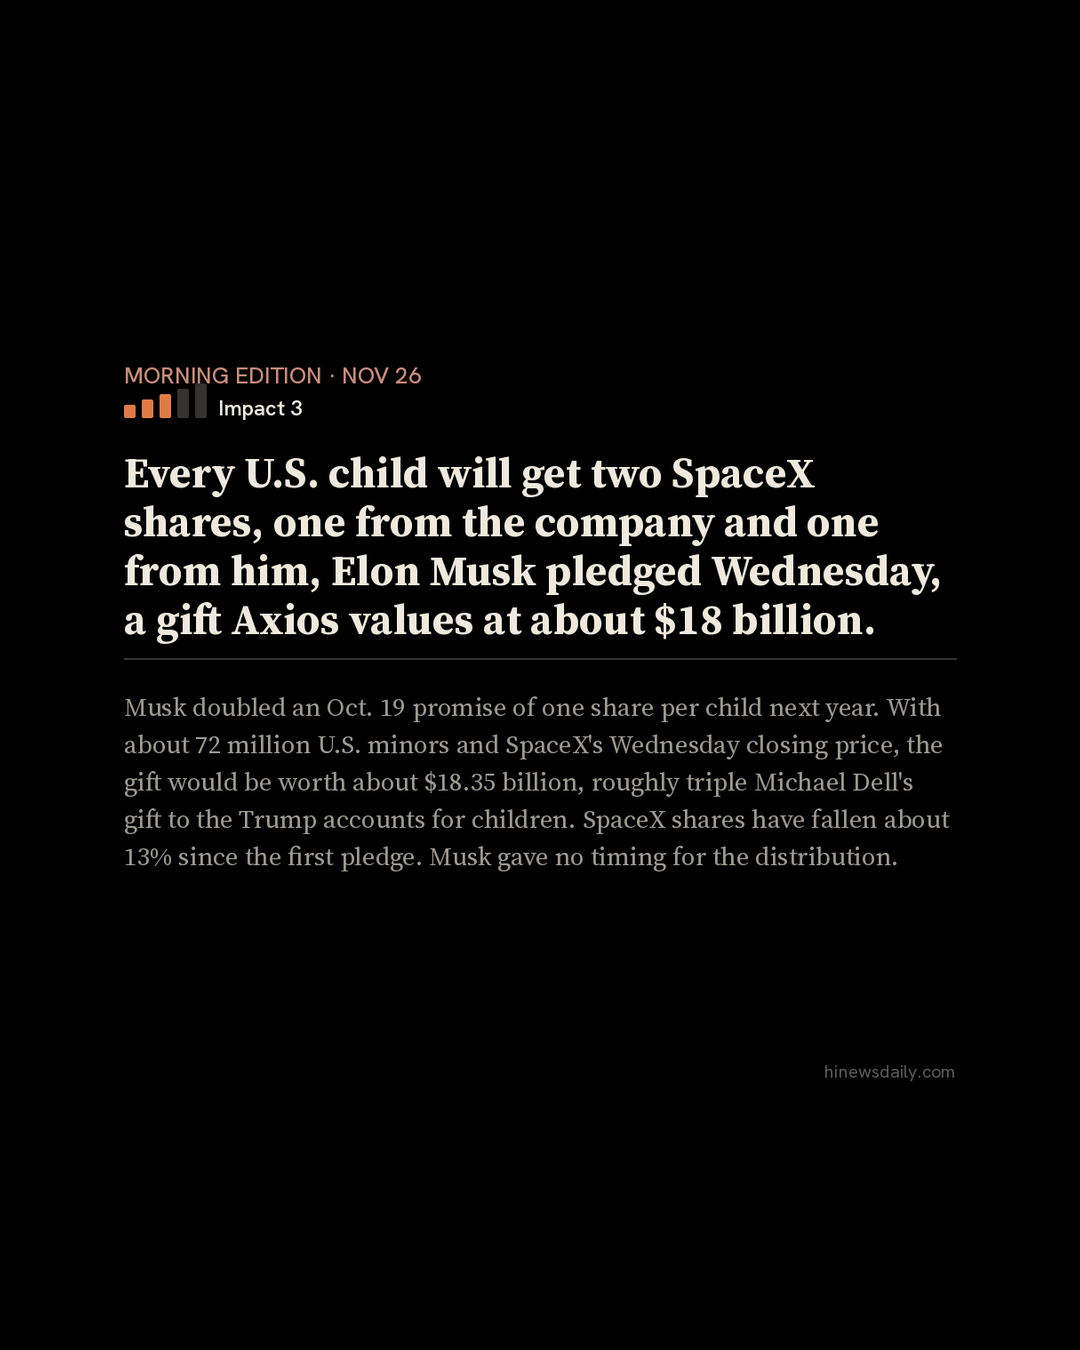 MORNING EDITION · NOV 26
Impact 3
Every U.S. child will get two SpaceX
shares, one from the company and one
from him, Elon Musk pledged Wednesday,
a gift Axios values at about $18 billion.
Musk doubled an Oct. 19 promise of one share per child next year. With
about 72 million U.S. minors and SpaceX's Wednesday closing price, the
gift would be worth about $18.35 billion, roughly triple Michael Dell's
gift to the Trump accounts for children. SpaceX shares have fallen about
13% since the first pledge. Musk gave no timing for the distribution.
hinewsdaily.com